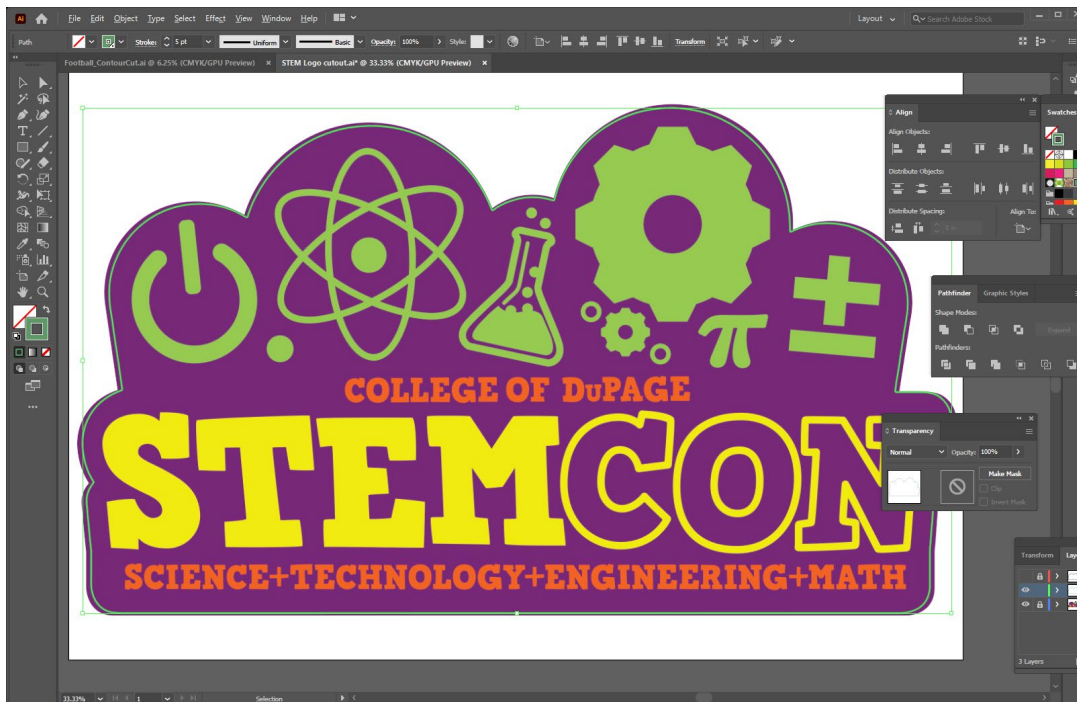 Ai File Edit Object Type Select Effect View Window Help Layout Search Adobe Stock
Path Stroke: 5 pt Uniform Basic Opacity: 100% Style: Transform
Football_ContourCut.ai @ 6.25% (CMYK/GPU Preview) × STEM Logo cutout.ai* @ 33.33% (CMYK/GPU Preview) ×
Align
Swatches
Align Objects:
Distribute Objects:
Distribute Spacing: Align To:
0 in
π
±
Pathfinder Graphic Styles
Shape Modes:
Expand
Pathfinders:
COLLEGE OF DuPAGE
STEMCON
Transparency
Normal Opacity: 100%
Make Mask
Clip
Invert Mask
SCIENCE+TECHNOLOGY+ENGINEERING+MATH
Transform
3 Layers
33.33% 1 Selection